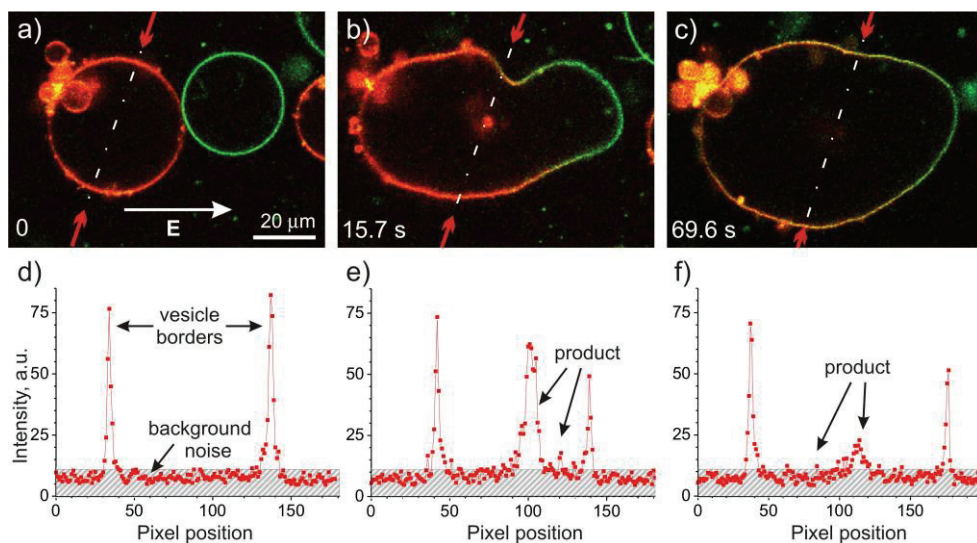 a)
b)
c)
0
E
20 μm
15.7 s
69.6 s
d)
e)
f)
Intensity, a.u.
75
50
25
0
vesicle
borders
background
noise
0
50
100
150
Pixel position
75
50
25
0
product
0
50
100
150
Pixel position
75
50
25
0
product
0
50
100
150
Pixel position